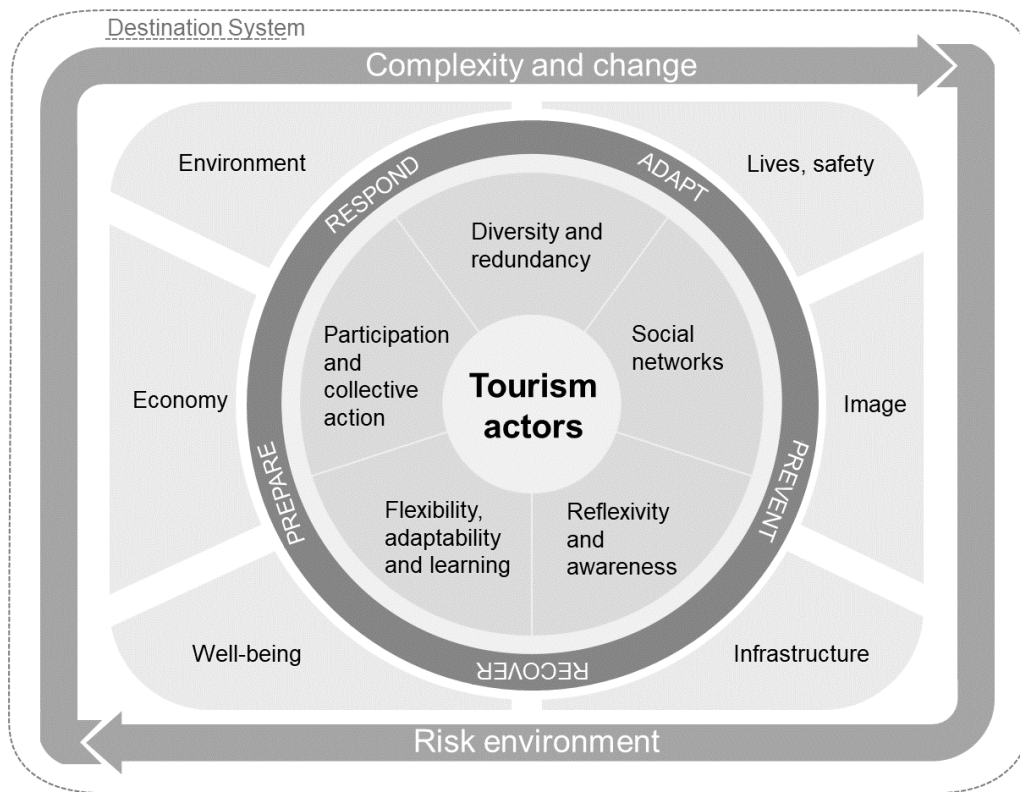 Destination System
Complexity and change
Environment
Lives, safety
RESPOND
ADAPT
Diversity and
redundancy
Participation
and
collective
action
Social
networks
Tourism
actors
Economy
Image
PREPARE
PREVENT
Flexibility,
adaptability
and learning
Reflexivity
and
awareness
Well-being
RECOVER
Infrastructure
Risk environment